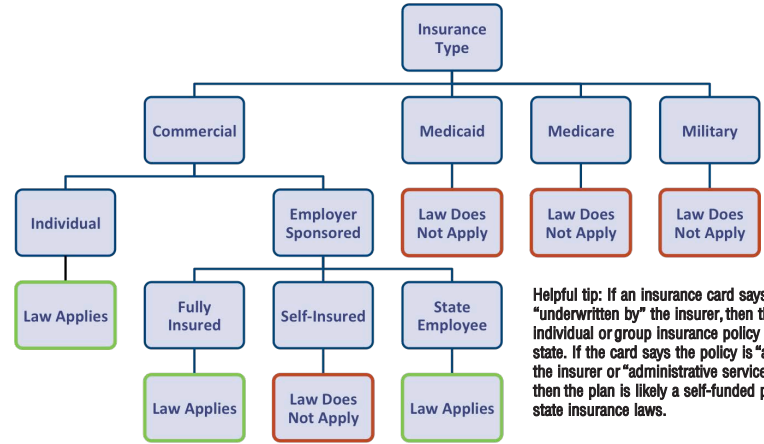 Insurance
Type
Commercial
Medicaid
Medicare
Military
Individual
Employer
Sponsored
Law Does
Not Apply
Law Does
Not Apply
Law Does
Not Apply
Law Applies
Fully
Insured
Self-Insured
State
Employee
Law Applies
Law Does
Not Apply
Law Applies
Helpful tip: If an insurance card says
“underwritten by” the insurer, then
individual or group insurance policy
state. If the card says the policy is
the insurer or “administrative
then the plan is likely a self-funded
state insurance laws.